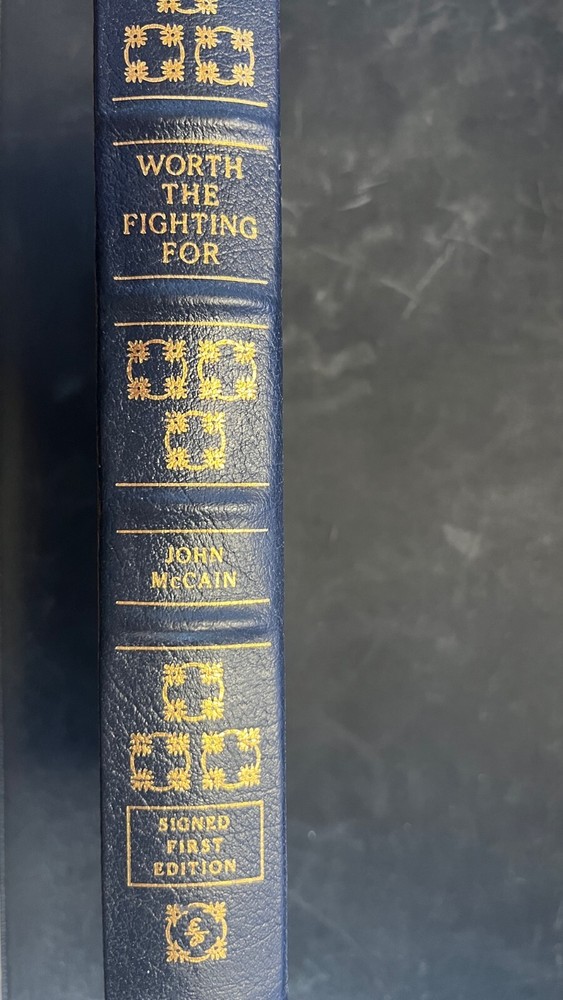 WORTH
THE
FIGHTING
FOR
JOHN
McCAIN
SIGNED
FIRST
EDITION